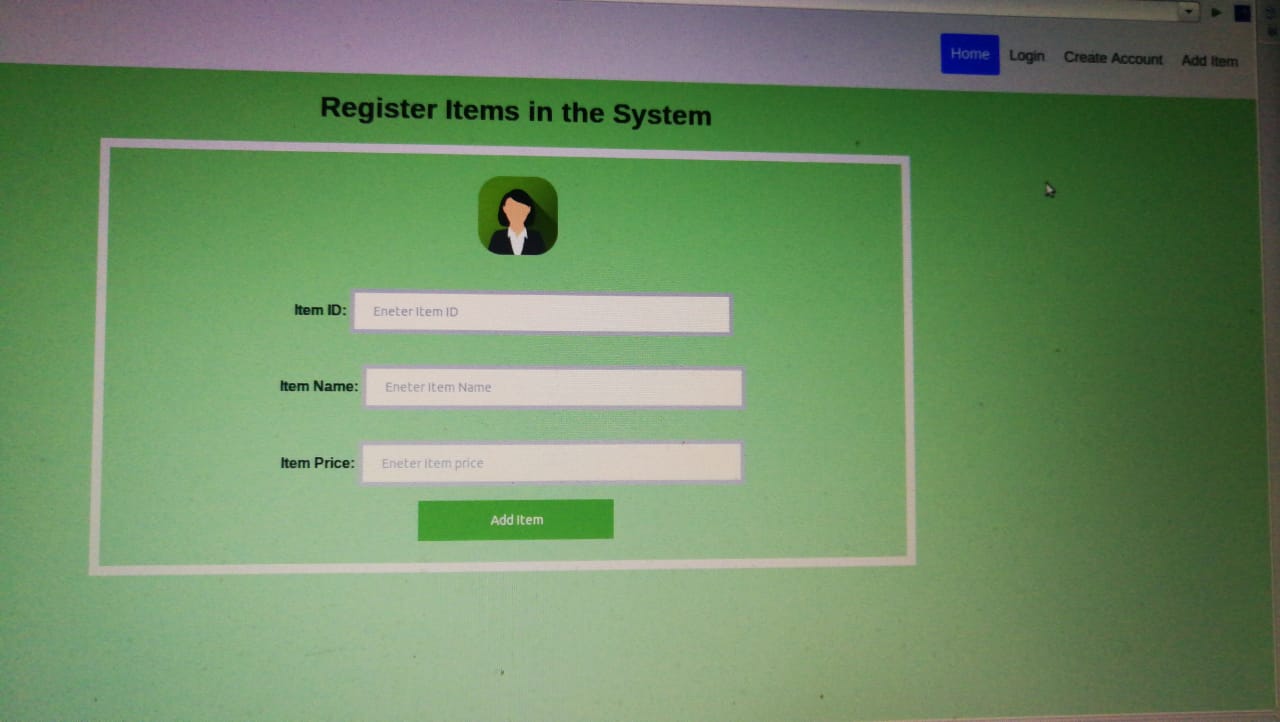 Home Login Create Account Add Item
Register Items in the System
Item ID: Eneter Item ID
Item Name: Eneter Item Name
Item Price: Eneter item price
Add Item